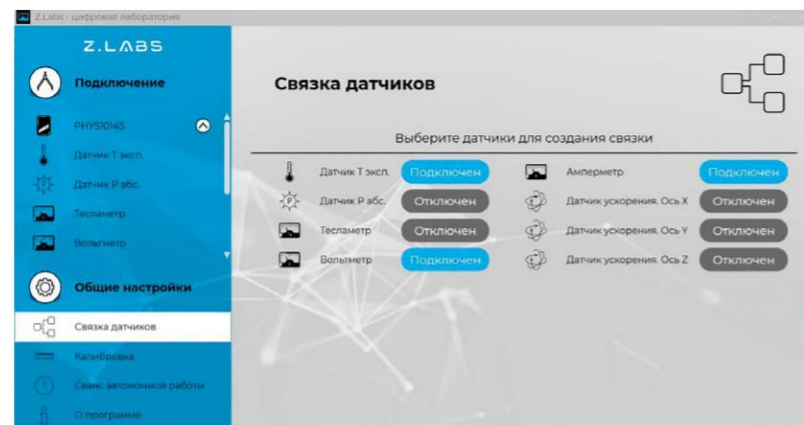 Z.Labs - цифровая лаборатория
Z.LABS
Подключение
PHYS10145
Датчик Т эксп.
Датчик Р абс.
Тесламетр
Вольтметр
Общие настройки
Связка датчиков
Калибровка
Сеанс автономной работы
О программе
Связка датчиков
Выберите датчики для создания связки
Датчик Т эксп. Подключен
Датчик Р абс. Отключен
Тесламетр Отключен
Вольтметр Подключен
Амперметр Подключен
Датчик ускорения. Ось X Отключен
Датчик ускорения. Ось Y Отключен
Датчик ускорения. Ось Z Отключен